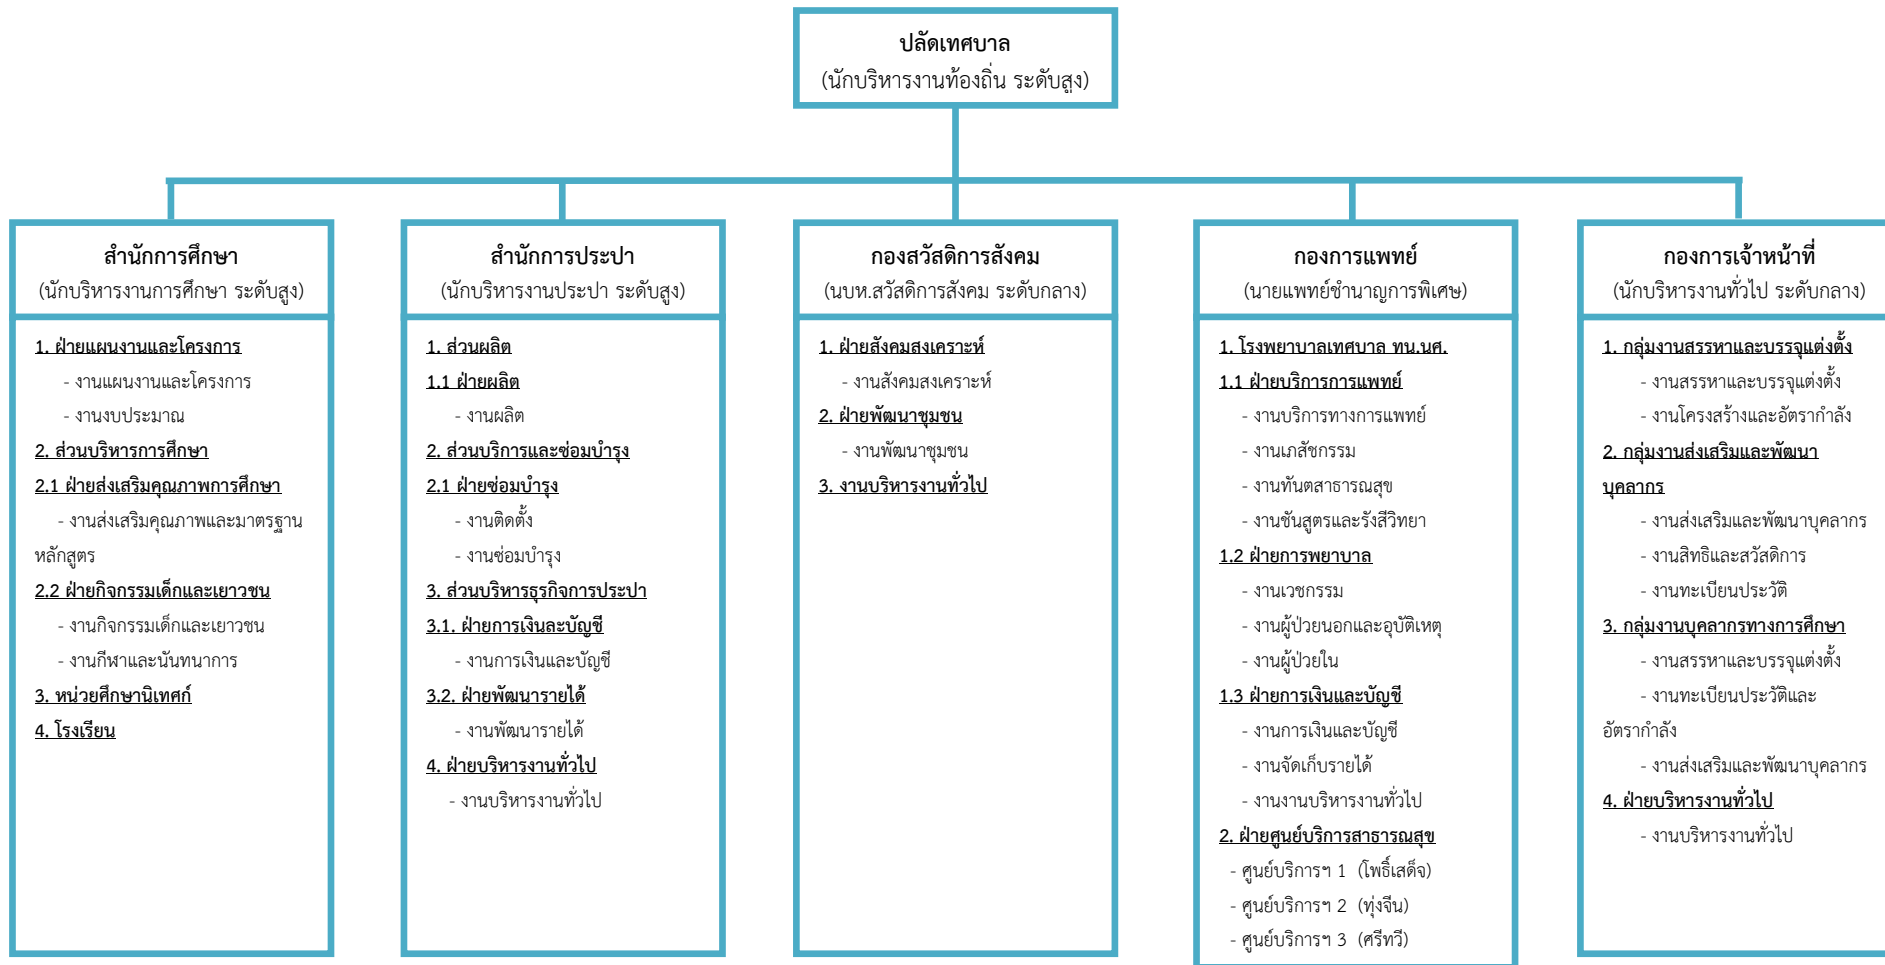 ปลัดเทศบาล
(นักบริหารงานท้องถิ่น ระดับสูง)
สำนักการศึกษา
(นักบริหารงานการศึกษา ระดับสูง)
1. ฝ่ายแผนงานและโครงการ
- งานแผนงานและโครงการ
- งานงบประมาณ
2. ส่วนบริหารการศึกษา
2.1 ฝ่ายส่งเสริมคุณภาพการศึกษา
- งานส่งเสริมคุณภาพและมาตรฐาน
หลักสูตร
2.2 ฝ่ายกิจกรรมเด็กและเยาวชน
- งานกิจกรรมเด็กและเยาวชน
- งานกีฬาและนันทนาการ
3. หน่วยศึกษานิเทศก์
4. โรงเรียน
สำนักการประปา
(นักบริหารงานประปา ระดับสูง)
1. ส่วนผลิต
1.1 ฝ่ายผลิต
- งานผลิต
2. ส่วนบริการและซ่อมบำรุง
2.1 ฝ่ายซ่อมบำรุง
- งานติดตั้ง
- งานซ่อมบำรุง
3. ส่วนบริหารธุรกิจการประปา
3.1. ฝ่ายการเงินละบัญชี
- งานการเงินและบัญชี
3.2. ฝ่ายพัฒนารายได้
- งานพัฒนารายได้
4. ฝ่ายบริหารงานทั่วไป
- งานบริหารงานทั่วไป
กองสวัสดิการสังคม
(นบห.สวัสดิการสังคม ระดับกลาง)
1. ฝ่ายสังคมสงเคราะห์
- งานสังคมสงเคราะห์
2. ฝ่ายพัฒนาชุมชน
- งานพัฒนาชุมชน
3. งานบริหารงานทั่วไป
กองการแพทย์
(นายแพทย์ชำนาญการพิเศษ)
1. โรงพยาบาลเทศบาล ทน.นศ.
1.1 ฝ่ายบริการการแพทย์
- งานบริการทางการแพทย์
- งานเภสัชกรรม
- งานทันตสาธารณสุข
- งานชันสูตรและรังสีวิทยา
1.2 ฝ่ายการพยาบาล
- งานเวชกรรม
- งานผู้ป่วยนอกและอุบัติเหตุ
- งานผู้ป่วยใน
1.3 ฝ่ายการเงินและบัญชี
- งานการเงินและบัญชี
- งานจัดเก็บรายได้
- งานงานบริหารงานทั่วไป
2. ฝ่ายศูนย์บริการสาธารณสุข
- ศูนย์บริการฯ 1 (โพธิ์เสด็จ)
- ศูนย์บริการฯ 2 (ทุ่งจีน)
- ศูนย์บริการฯ 3 (ศรีทวี)
กองการเจ้าหน้าที่
(นักบริหารงานทั่วไป ระดับกลาง)
1. กลุ่มงานสรรหาและบรรจุแต่งตั้ง
- งานสรรหาและบรรจุแต่งตั้ง
- งานโครงสร้างและอัตรากำลัง
2. กลุ่มงานส่งเสริมและพัฒนา
บุคลากร
- งานส่งเสริมและพัฒนาบุคลากร
- งานสิทธิและสวัสดิการ
- งานทะเบียนประวัติ
3. กลุ่มงานบุคลากรทางการศึกษา
- งานสรรหาและบรรจุแต่งตั้ง
- งานทะเบียนประวัติและ
อัตรากำลัง
- งานส่งเสริมและพัฒนาบุคลากร
4. ฝ่ายบริหารงานทั่วไป
- งานบริหารงานทั่วไป